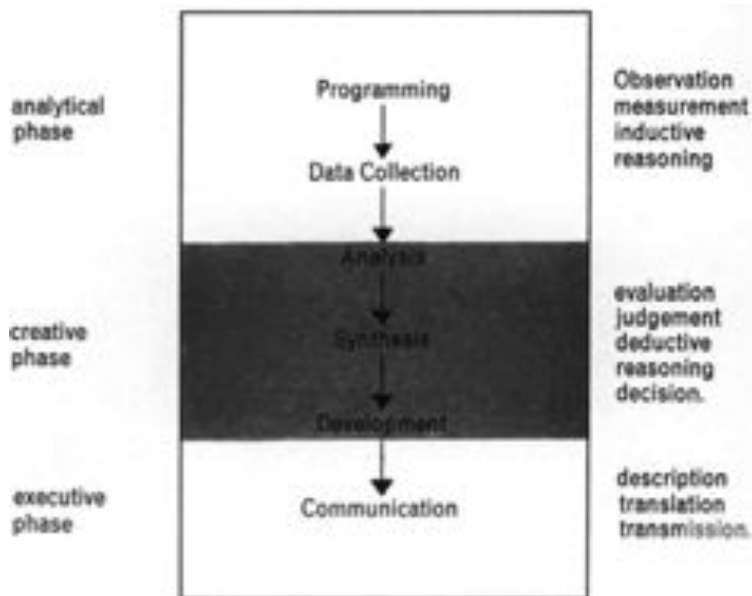 analytical
phase
Programming
Data Collection
Observation
measurement
inductive
reasoning
creative
phase
Analysis
Synthesis
Development
evaluation
judgement
deductive
reasoning
decision.
executive
phase
Communication
description
translation
transmission.